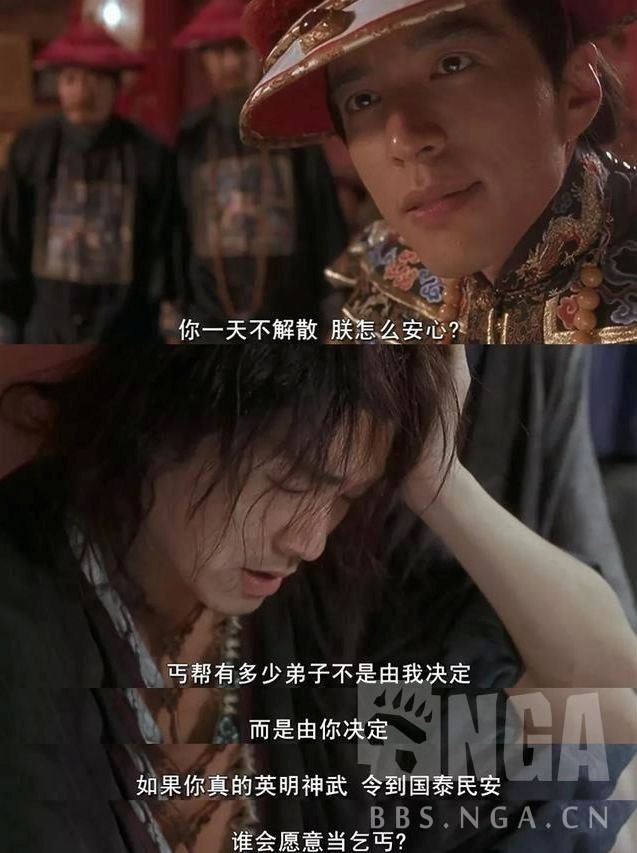 你一天不解散 朕怎么安心?
丐帮有多少弟子不是由我决定
而是由你决定
如果你真的英明神武 令到国泰民安
谁会愿意当乞丐?
NGA
BBS.NGA.CN